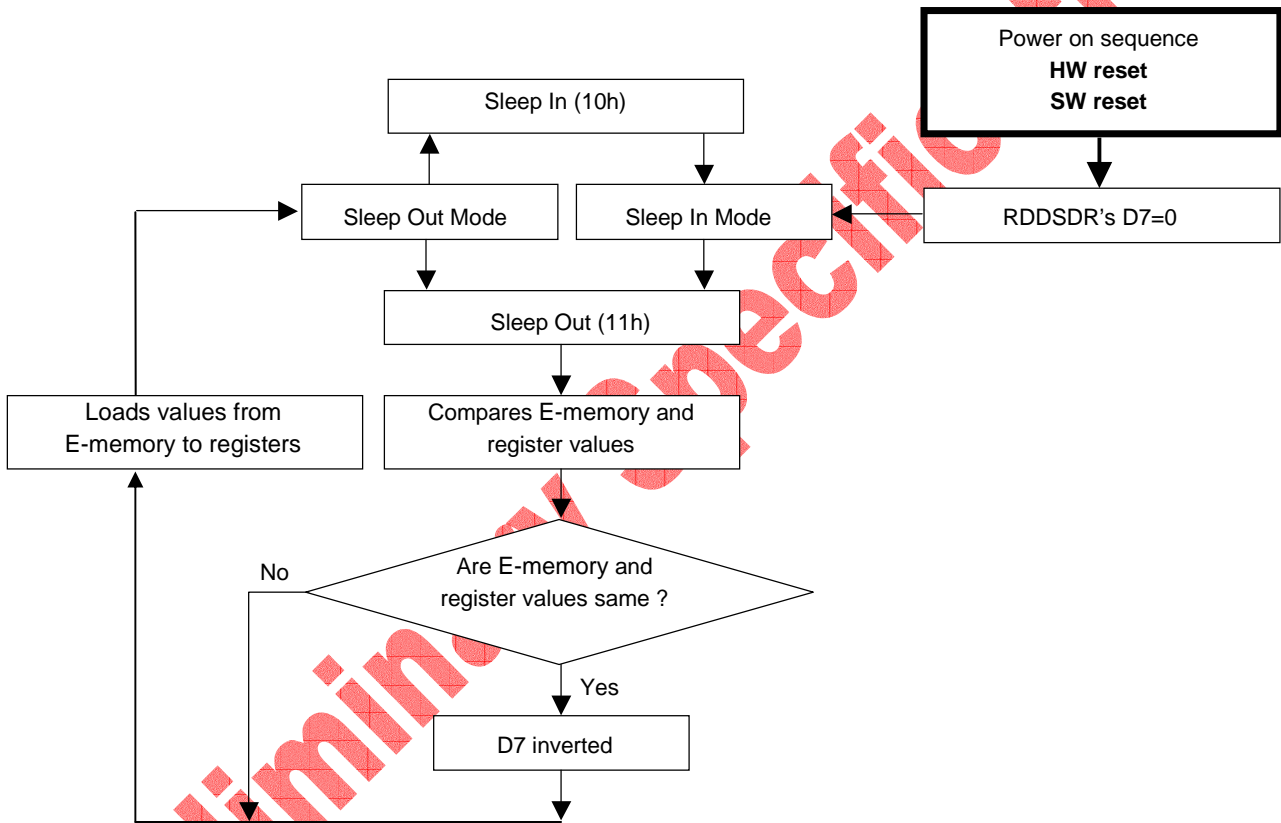 Power on sequence
HW reset
SW reset
Sleep In (10h)
Sleep Out Mode
Sleep In Mode
RDDSDR's D7=0
Sleep Out (11h)
Loads values from
E-memory to registers
Compares E-memory and
register values
No
Are E-memory and
register values same ?
Yes
D7 inverted